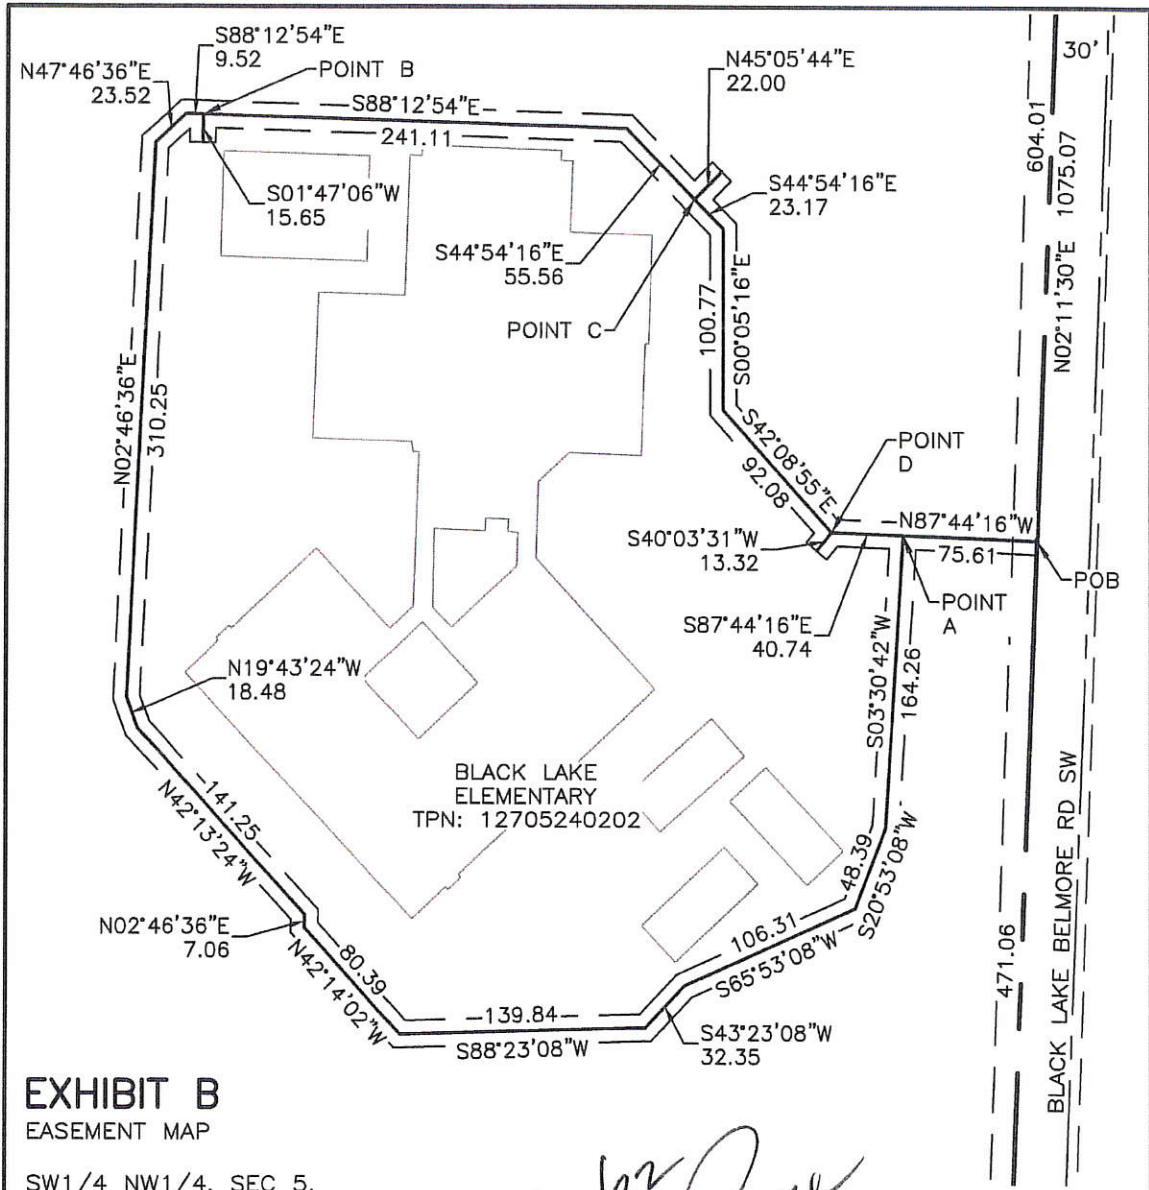 S88°12'54"E
9.52
N47°46'36"E
23.52
POINT B
S88°12'54"E
241.11
N45°05'44"E
22.00
30'
604.01
N02°11'30"E 1075.07
S01°47'06"W
15.65
S44°54'16"E
23.17
S44°54'16"E
55.56
POINT C
100.77
S00°05'16"E
N02°46'36"E
310.25
S42°08'55"E
92.08
POINT
D
N87°44'16"W
75.61
S40°03'31"W
13.32
POB
POINT
A
S87°44'16"E
40.74
S03°30'42"W
164.26
N19°43'24"W
18.48
BLACK LAKE
ELEMENTARY
TPN: 12705240202
141.25
N42°13'24"W
48.39
S20°53'08"W
N02°46'36"E
7.06
80.39
N42°14'02"W
106.31
S65°53'08"W
139.84
S88°23'08"W
S43°23'08"W
32.35
471.06
BLACK LAKE BELMORE RD SW
EXHIBIT B
EASEMENT MAP
SW1/4 NW1/4, SEC 5,